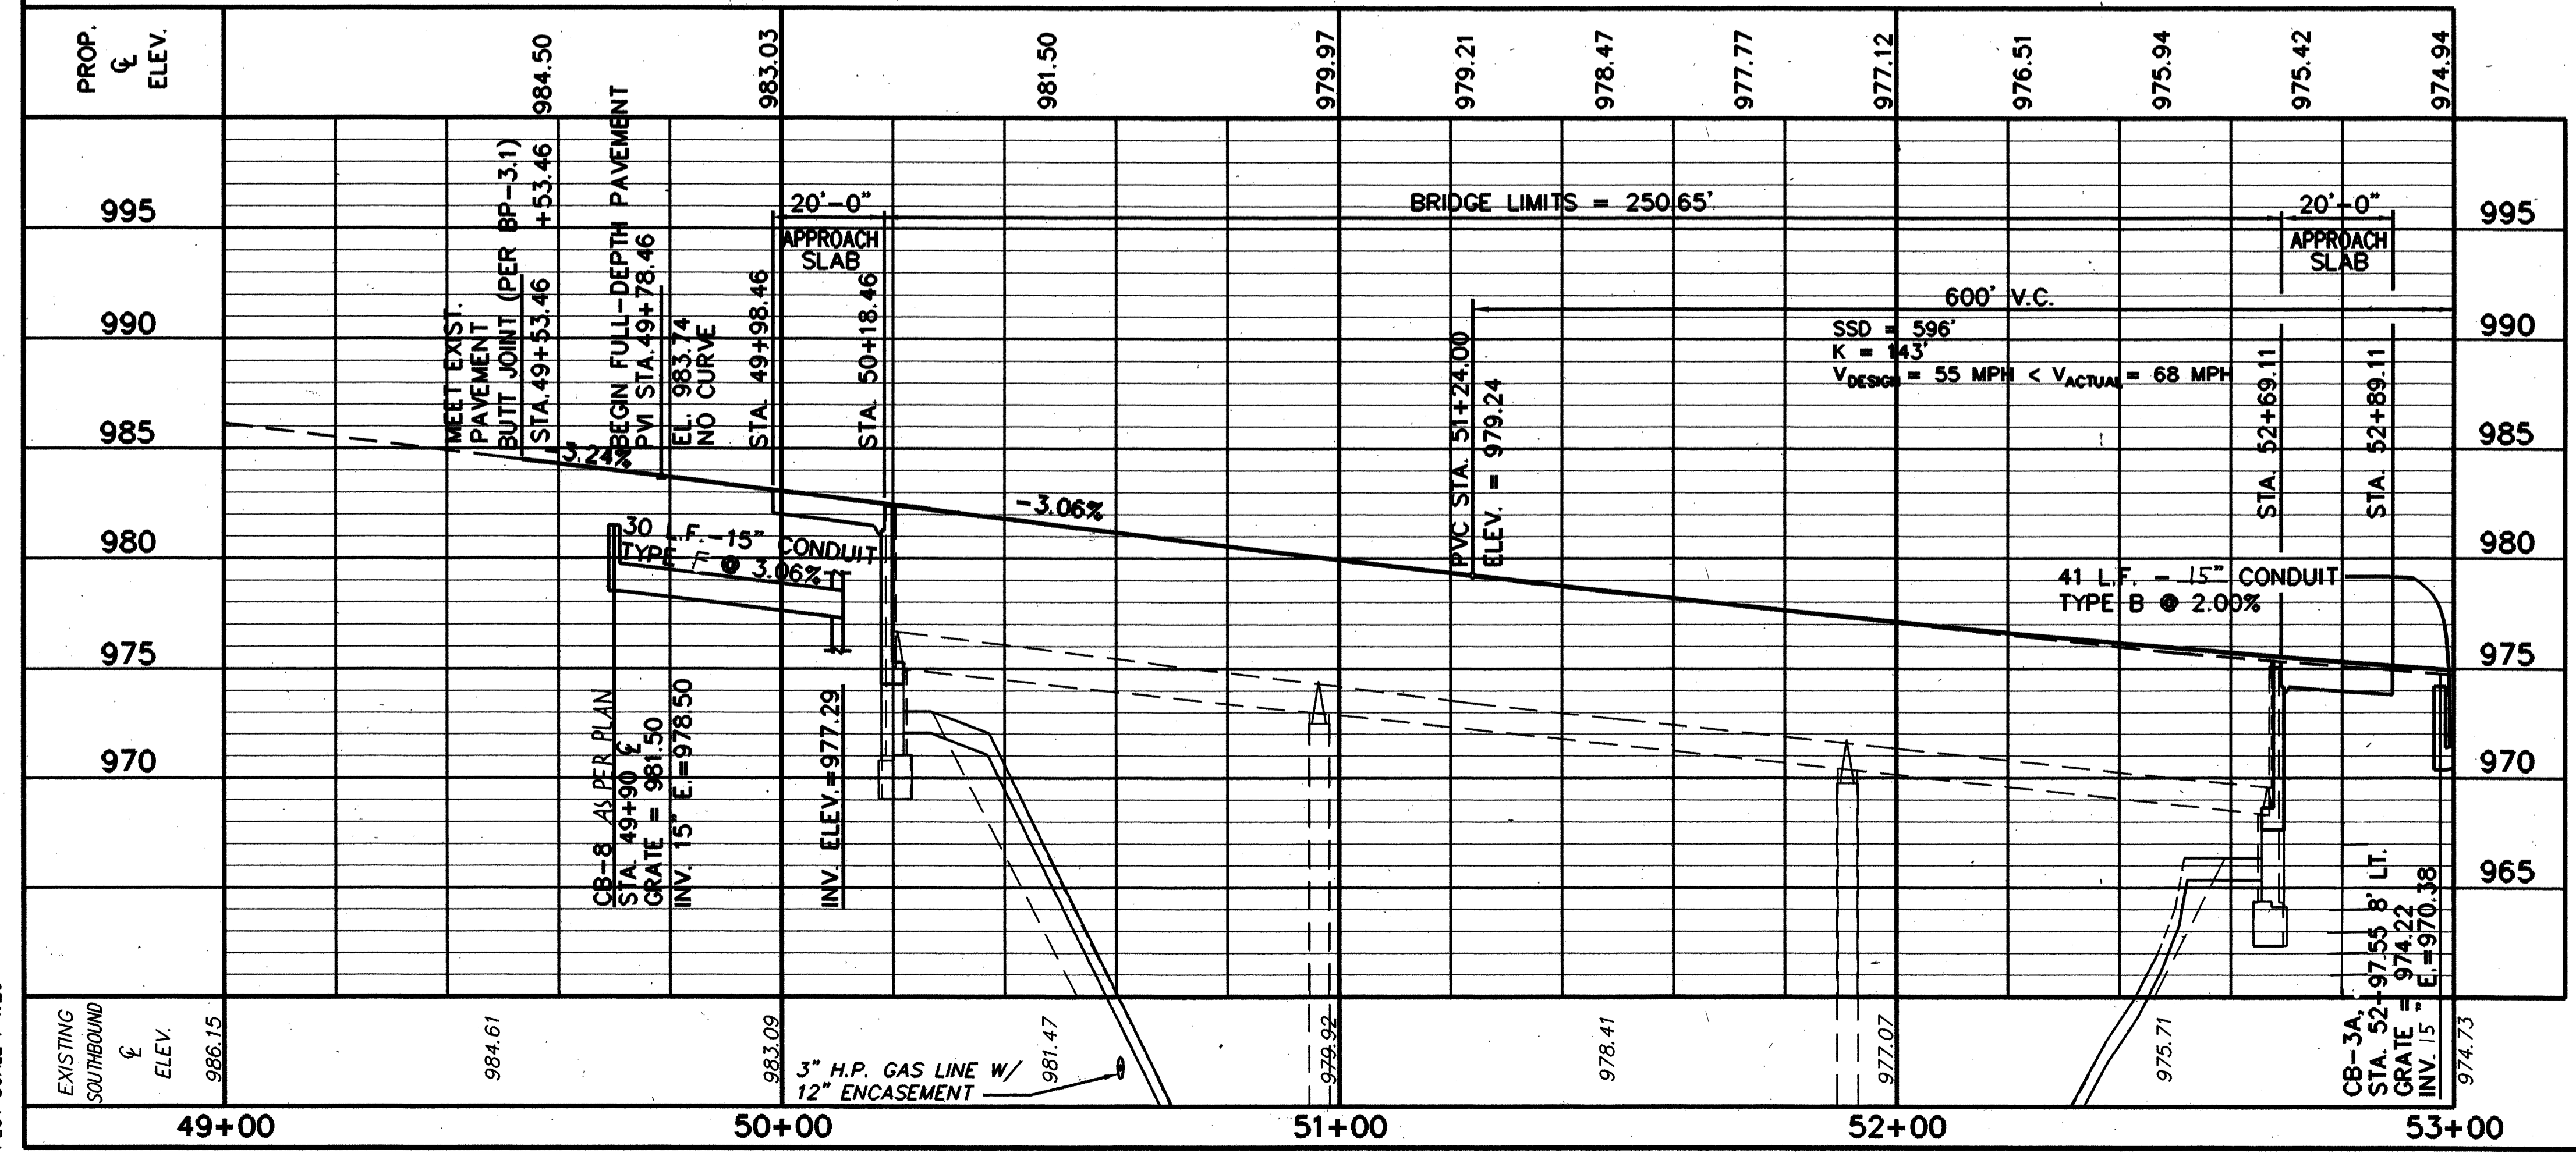 PROP.
℄
ELEV.
984.50
983.03
981.50
979.97
979.21
978.47
977.77
977.12
976.51
975.94
975.42
974.94
+53.46
995
990
985
980
975
970
MEET EXIST.
PAVEMENT
BUTT JOINT (PER BP-3.1)
STA.49+53.46
BEGIN FULL-DEPTH PAVEMENT
PVI STA.49+78.46
EL. 983.74
NO CURVE
STA. 49+98.46
20'-0"
APPROACH
SLAB
STA. 50+18.46
BRIDGE LIMITS = 250.65'
20'-0"
APPROACH
SLAB
600' V.C.
SSD = 596'
K = 143'
VDESIGN = 55 MPH < VACTUAL = 68 MPH
PVC STA. 51+24.00
ELEV. = 979.24
STA. 52+69.11
STA. 52+89.11
-3.24%
-3.06%
30 L.F.-15" CONDUIT
TYPE F @ 3.06%
41 L.F. - 15" CONDUIT
TYPE B @ 2.00%
CB-8 AS PER PLAN
STA. 49+90 ℄
GRATE = 981.50
INV. 15" E.=978.50
INV. ELEV.=977.29
CB-3A,
STA. 52+97.55 8' LT.
GRATE = 974.22
INV. 15" E.=970.38
995
990
985
980
975
970
965
EXISTING
SOUTHBOUND
℄
ELEV.
986.15
984.61
983.09
981.47
979.92
978.41
977.07
975.71
974.73
3" H.P. GAS LINE W/
12" ENCASEMENT
49+00
50+00
51+00
52+00
53+00